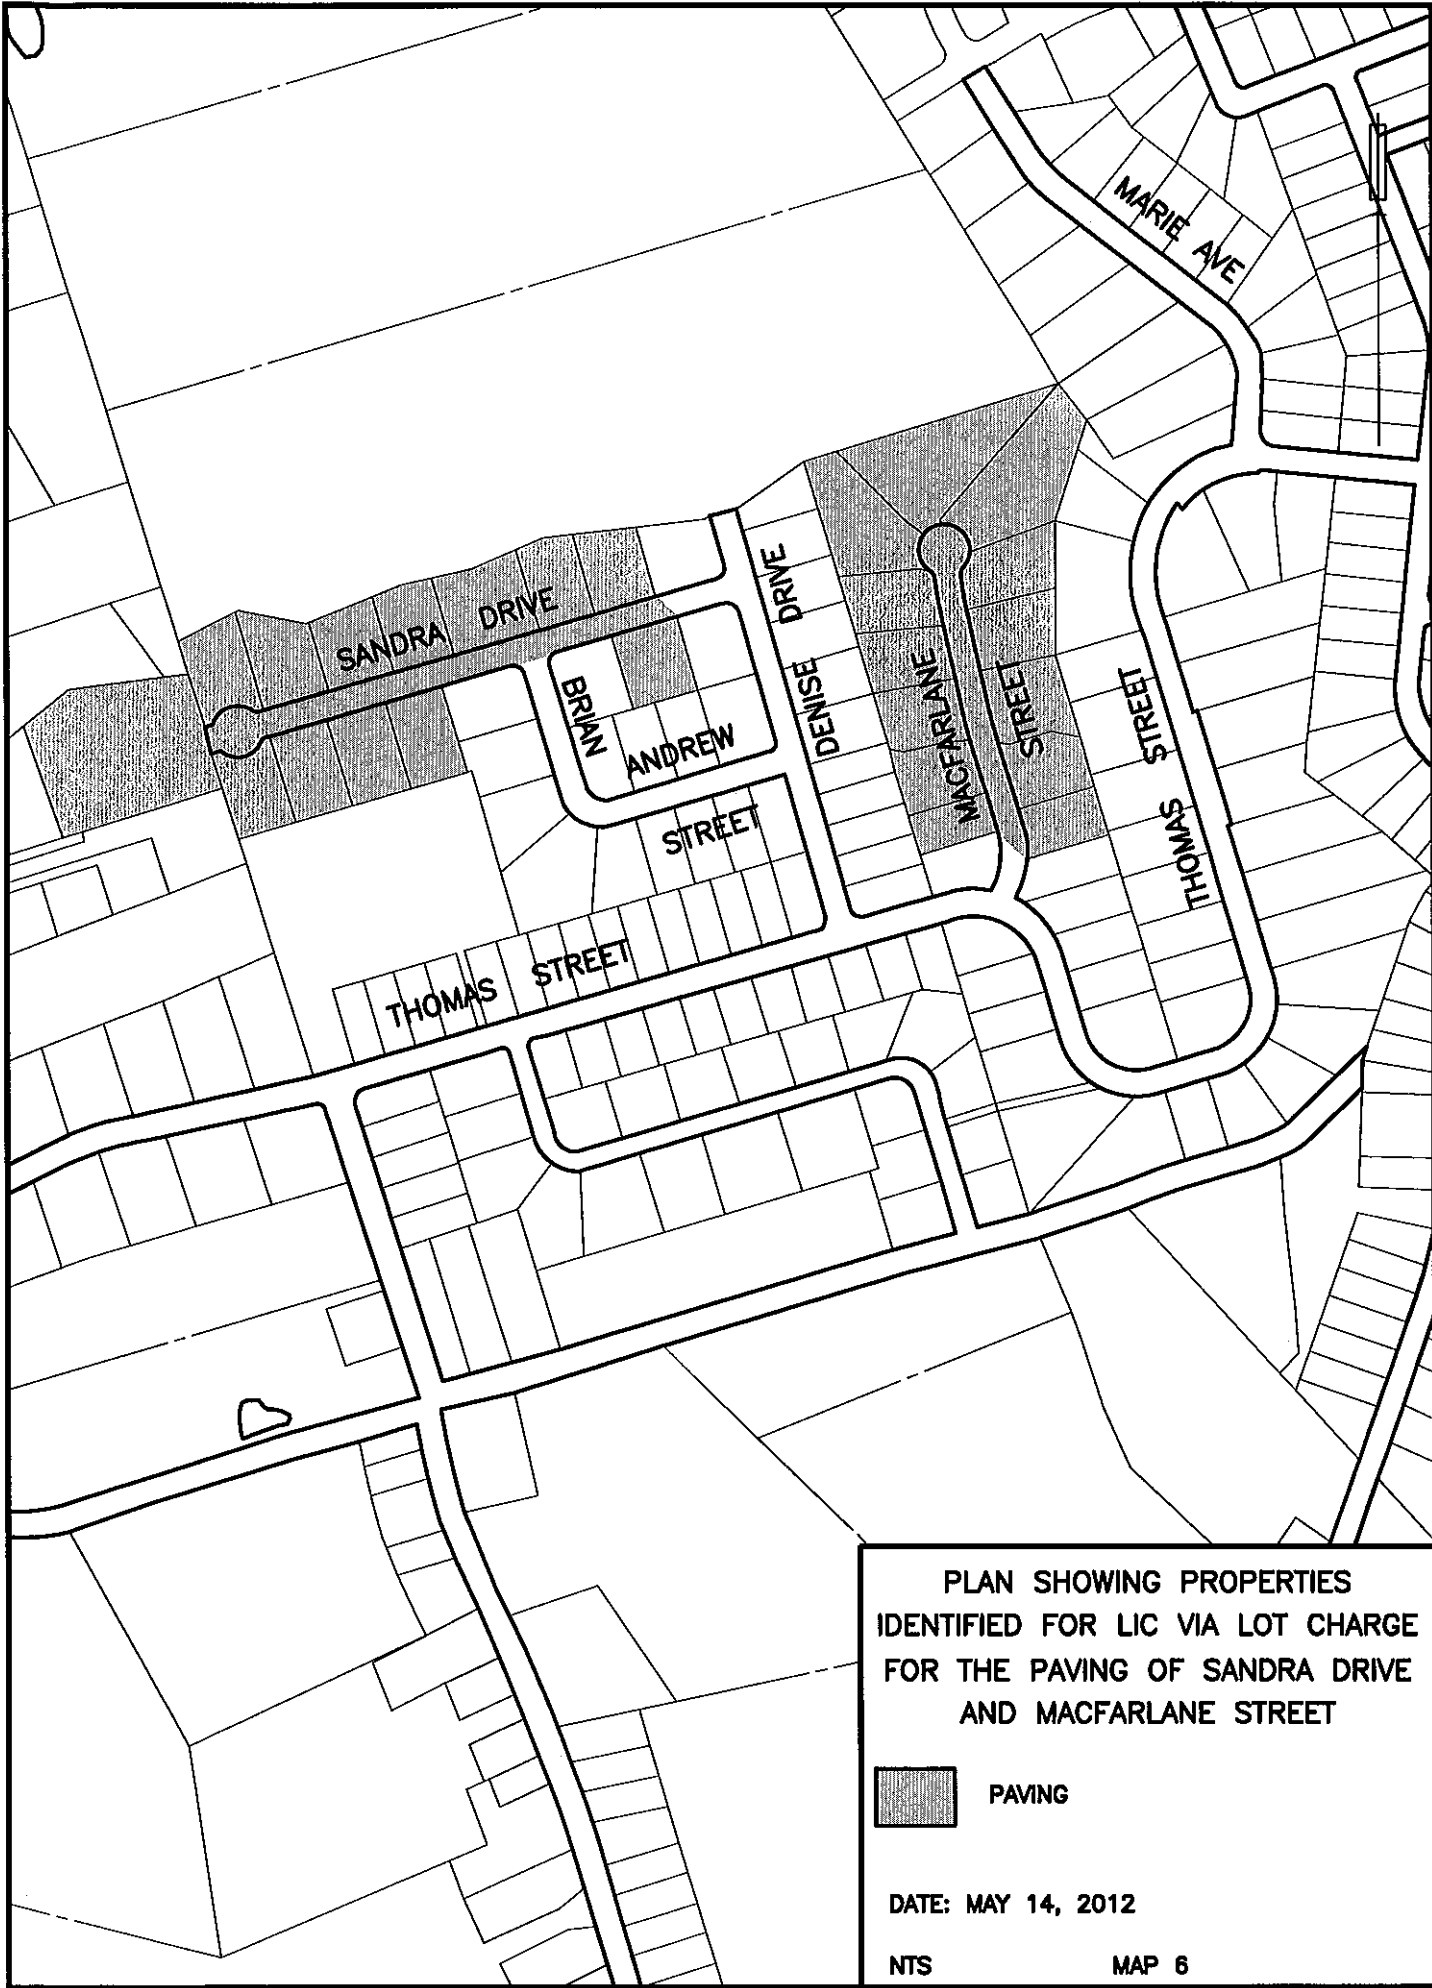 MARIE AVE
SANDRA DRIVE
DENISE DRIVE
BRIAN
ANDREW
STREET
MACFARLANE
STREET
THOMAS STREET
THOMAS STREET
PLAN SHOWING PROPERTIES
IDENTIFIED FOR LIC VIA LOT CHARGE
FOR THE PAVING OF SANDRA DRIVE
AND MACFARLANE STREET
PAVING
DATE: MAY 14, 2012
NTS MAP 6